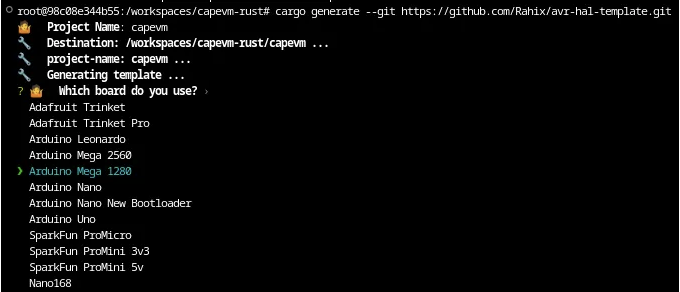 root@98c08e344b55:/workspaces/capevm-rust# cargo generate --git https://github.com/Rahix/avr-hal-template.git
🤷 Project Name: capevm
🔧 Destination: /workspaces/capevm-rust/capevm ...
🔧 project-name: capevm ...
🔧 Generating template ...
? 🤷 Which board do you use? ›
Adafruit Trinket
Adafruit Trinket Pro
Arduino Leonardo
Arduino Mega 2560
❯ Arduino Mega 1280
Arduino Nano
Arduino Nano New Bootloader
Arduino Uno
SparkFun ProMicro
SparkFun ProMini 3v3
SparkFun ProMini 5v
Nano168